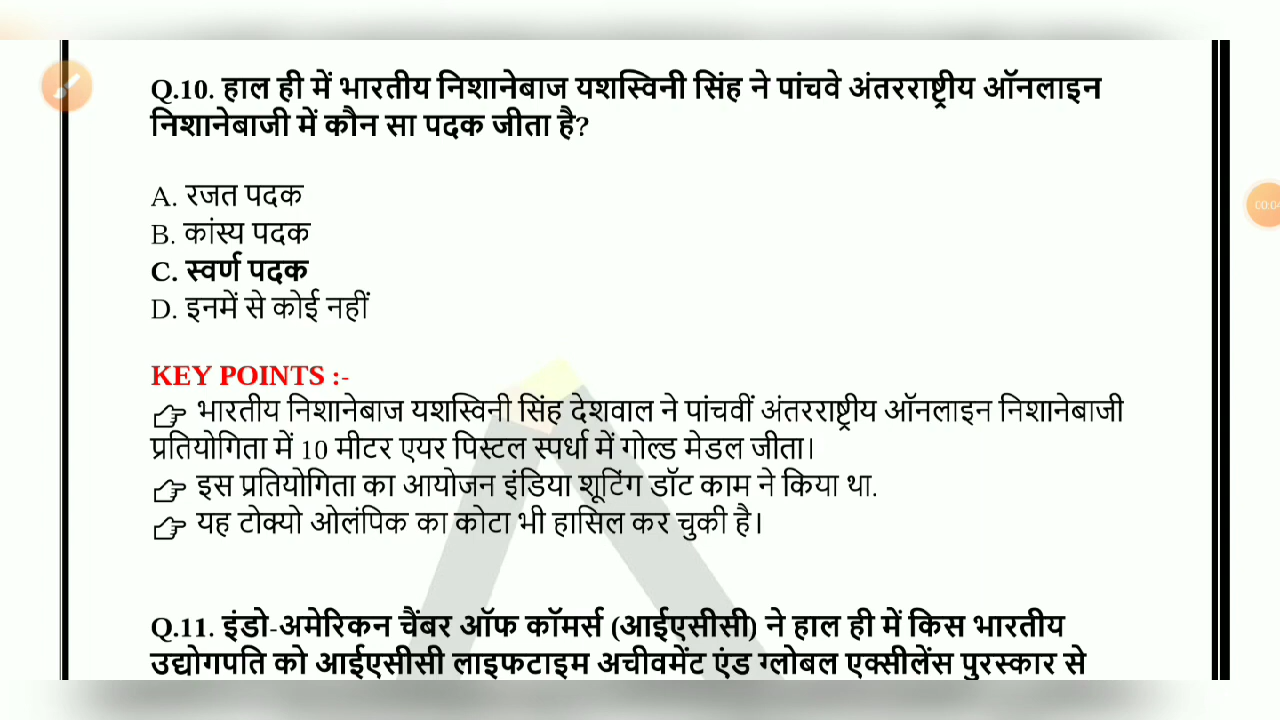 Q.10. हाल ही में भारतीय निशानेबाज यशस्विनी सिंह ने पांचवे अंतरराष्ट्रीय ऑनलाइन
निशानेबाजी में कौन सा पदक जीता है?
A. रजत पदक
B. कांस्य पदक
C. स्वर्ण पदक
D. इनमें से कोई नहीं
KEY POINTS :-
भारतीय निशानेबाज यशस्विनी सिंह देशवाल ने पांचवीं अंतरराष्ट्रीय ऑनलाइन निशानेबाजी
प्रतियोगिता में 10 मीटर एयर पिस्टल स्पर्धा में गोल्ड मेडल जीता।
इस प्रतियोगिता का आयोजन इंडिया शूटिंग डॉट काम ने किया था.
यह टोक्यो ओलंपिक का कोटा भी हासिल कर चुकी है।
Q.11. इंडो-अमेरिकन चैंबर ऑफ कॉमर्स (आईएसीसी) ने हाल ही में किस भारतीय
उद्योगपति को आईएसीसी लाइफटाइम अचीवमेंट एंड ग्लोबल एक्सीलेंस पुरस्कार से